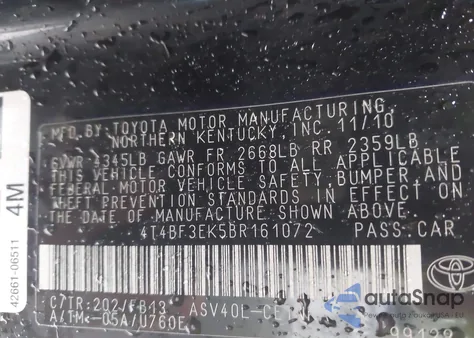 MFD. BY: TOYOTA MOTOR MANUFACTURING,
NORTHERN KENTUCKY, INC. 11/10
GVWR 4345LB GAWR FR 2668LB RR 2359LB
THIS VEHICLE CONFORMS TO ALL APPLICABLE
FEDERAL MOTOR VEHICLE SAFETY, BUMPER, AND
THEFT PREVENTION STANDARDS IN EFFECT ON
THE DATE OF MANUFACTURE SHOWN ABOVE.
4T4BF3EK5BR161072 PASS.CAR
C/TR:202/FB13 ASV40L-CE
A/TM: -05A/U760E
TOYOTA
42661-06511
4M
autoSnap